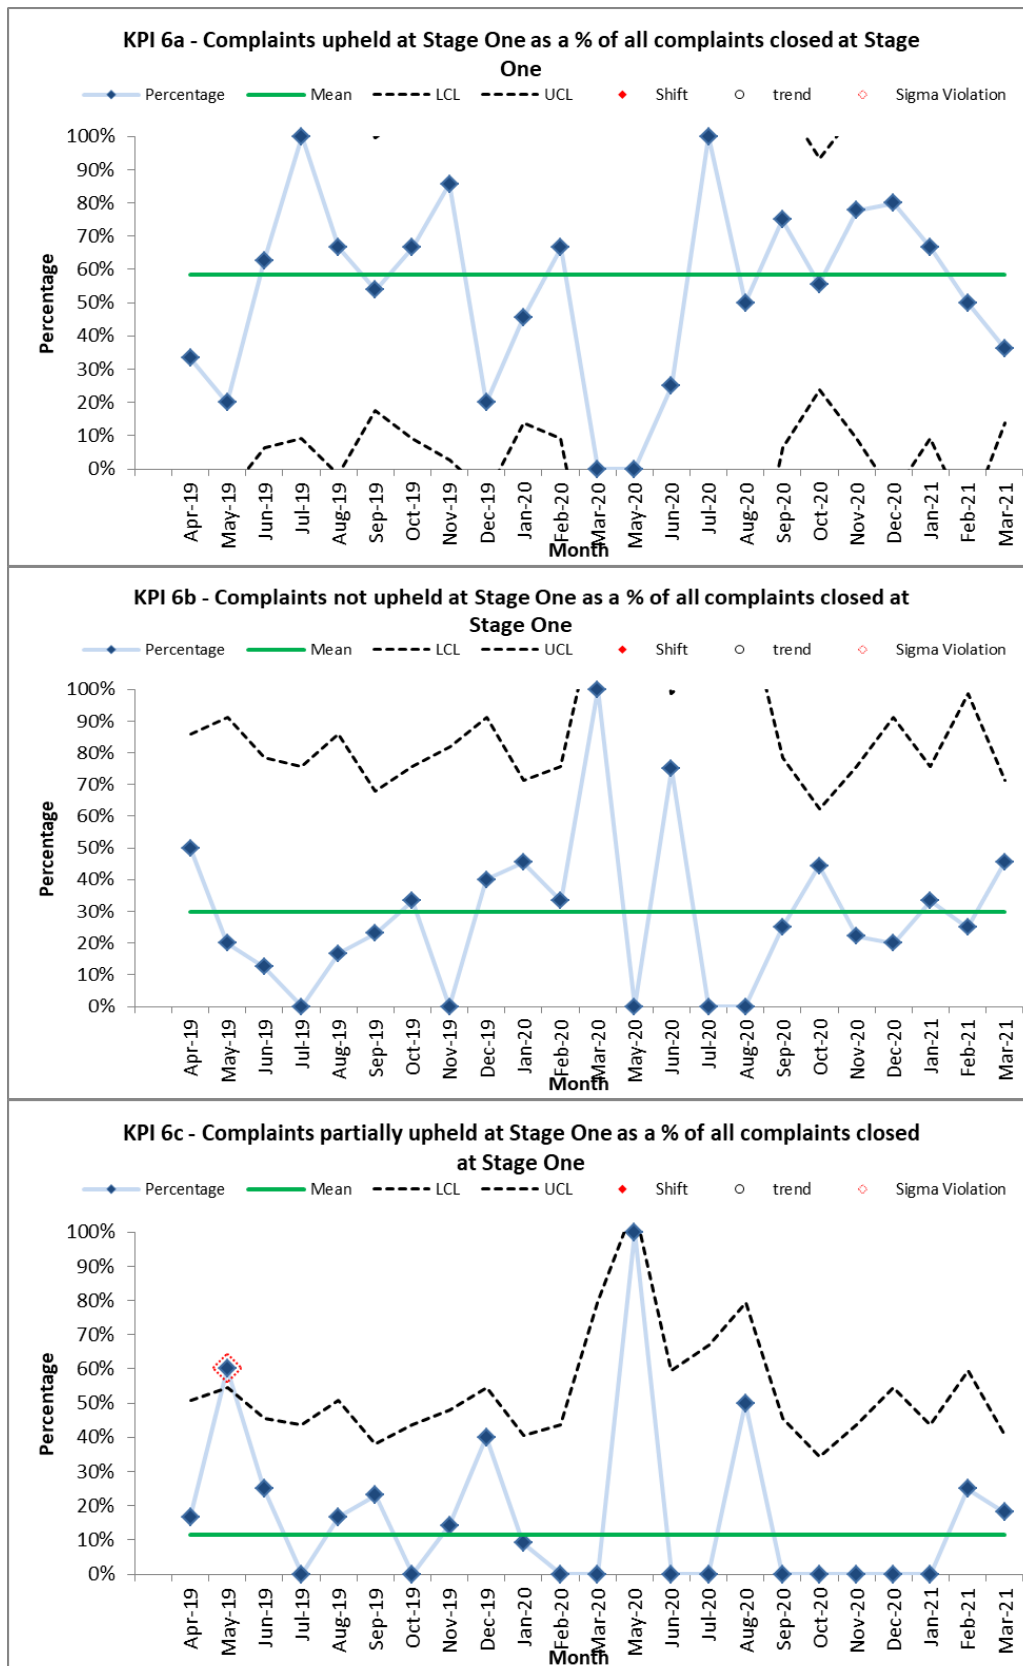 KPI 6a - Complaints upheld at Stage One as a % of all complaints closed at Stage
One
Percentage Mean LCL UCL Shift trend Sigma Violation
100%
90%
80%
70%
60%
50%
40%
30%
20%
10%
0%
Percentage
Apr-19 May-19 Jun-19 Jul-19 Aug-19 Sep-19 Oct-19 Nov-19 Dec-19 Jan-20 Feb-20 Mar-20 May-20 Jun-20 Jul-20 Aug-20 Sep-20 Oct-20 Nov-20 Dec-20 Jan-21 Feb-21 Mar-21
Month
KPI 6b - Complaints not upheld at Stage One as a % of all complaints closed at
Stage One
Percentage Mean LCL UCL Shift trend Sigma Violation
100%
90%
80%
70%
60%
50%
40%
30%
20%
10%
0%
Percentage
Apr-19 May-19 Jun-19 Jul-19 Aug-19 Sep-19 Oct-19 Nov-19 Dec-19 Jan-20 Feb-20 Mar-20 May-20 Jun-20 Jul-20 Aug-20 Sep-20 Oct-20 Nov-20 Dec-20 Jan-21 Feb-21 Mar-21
Month
KPI 6c - Complaints partially upheld at Stage One as a % of all complaints closed
at Stage One
Percentage Mean LCL UCL Shift trend Sigma Violation
100%
90%
80%
70%
60%
50%
40%
30%
20%
10%
0%
Percentage
Apr-19 May-19 Jun-19 Jul-19 Aug-19 Sep-19 Oct-19 Nov-19 Dec-19 Jan-20 Feb-20 Mar-20 May-20 Jun-20 Jul-20 Aug-20 Sep-20 Oct-20 Nov-20 Dec-20 Jan-21 Feb-21 Mar-21
Month